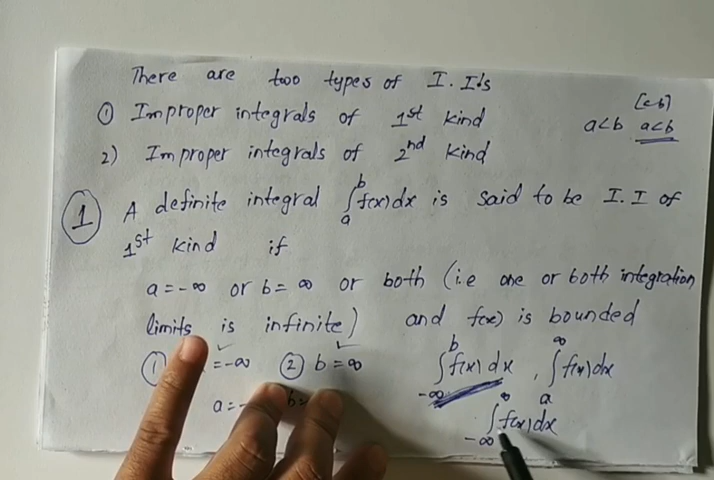 There are two types of I. I's
① Improper integrals of 1st kind
[a-b]
a<b a<b
2) Improper integrals of 2nd kind
① A definite integral ∫_a^b f(x) dx is said to be I. I of
1st kind if
a = -∞ or b = ∞ or both (i.e one or both integration
limits is infinite) and f(x) is bounded
① = -∞ ② b = ∞ ∫_{-∞}^b f(x) dx , ∫_a^∞ f(x) dx
a = - b = ∫_{-∞}^∞ f(x) dx